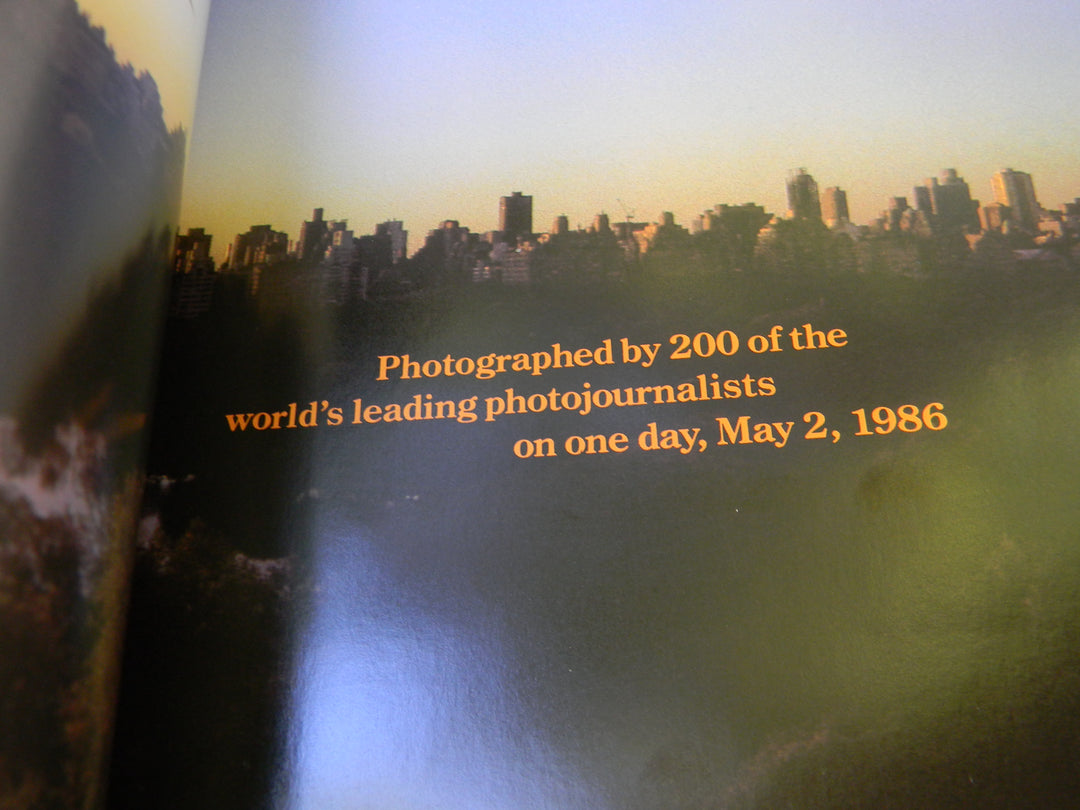 Photographed by 200 of the
world's leading photojournalists
on one day, May 2, 1986